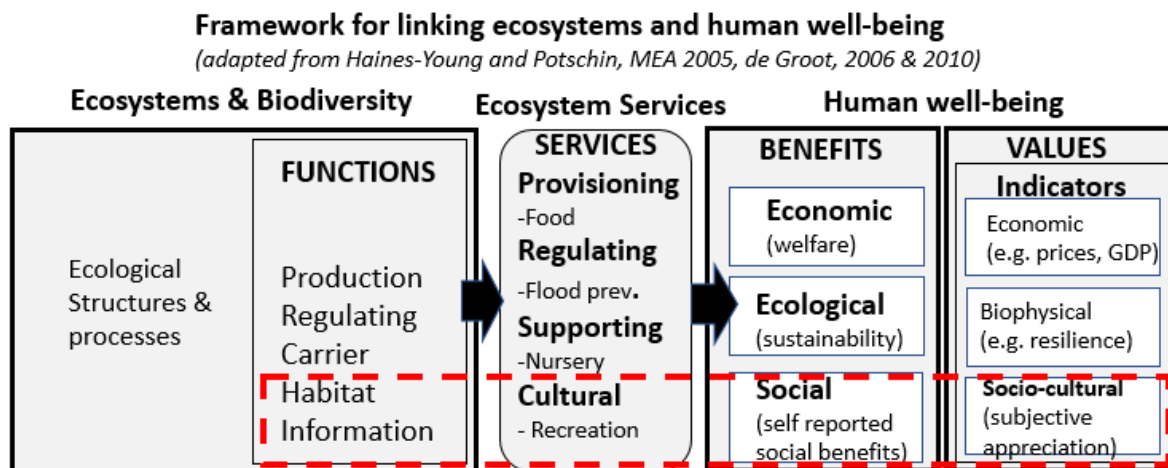 Framework for linking ecosystems and human well-being
(adapted from Haines-Young and Potschin, MEA 2005, de Groot, 2006 & 2010)
Ecosystems & Biodiversity
Ecosystem Services
Human well-being
Ecological
Structures &
processes
FUNCTIONS
Production
Regulating
Carrier
Habitat
Information
SERVICES
Provisioning
-Food
Regulating
-Flood prev.
Supporting
-Nursery
Cultural
- Recreation
BENEFITS
Economic
(welfare)
Ecological
(sustainability)
Social
(self reported
social benefits)
VALUES
Indicators
Economic
(e.g. prices, GDP)
Biophysical
(e.g. resilience)
Socio-cultural
(subjective
appreciation)